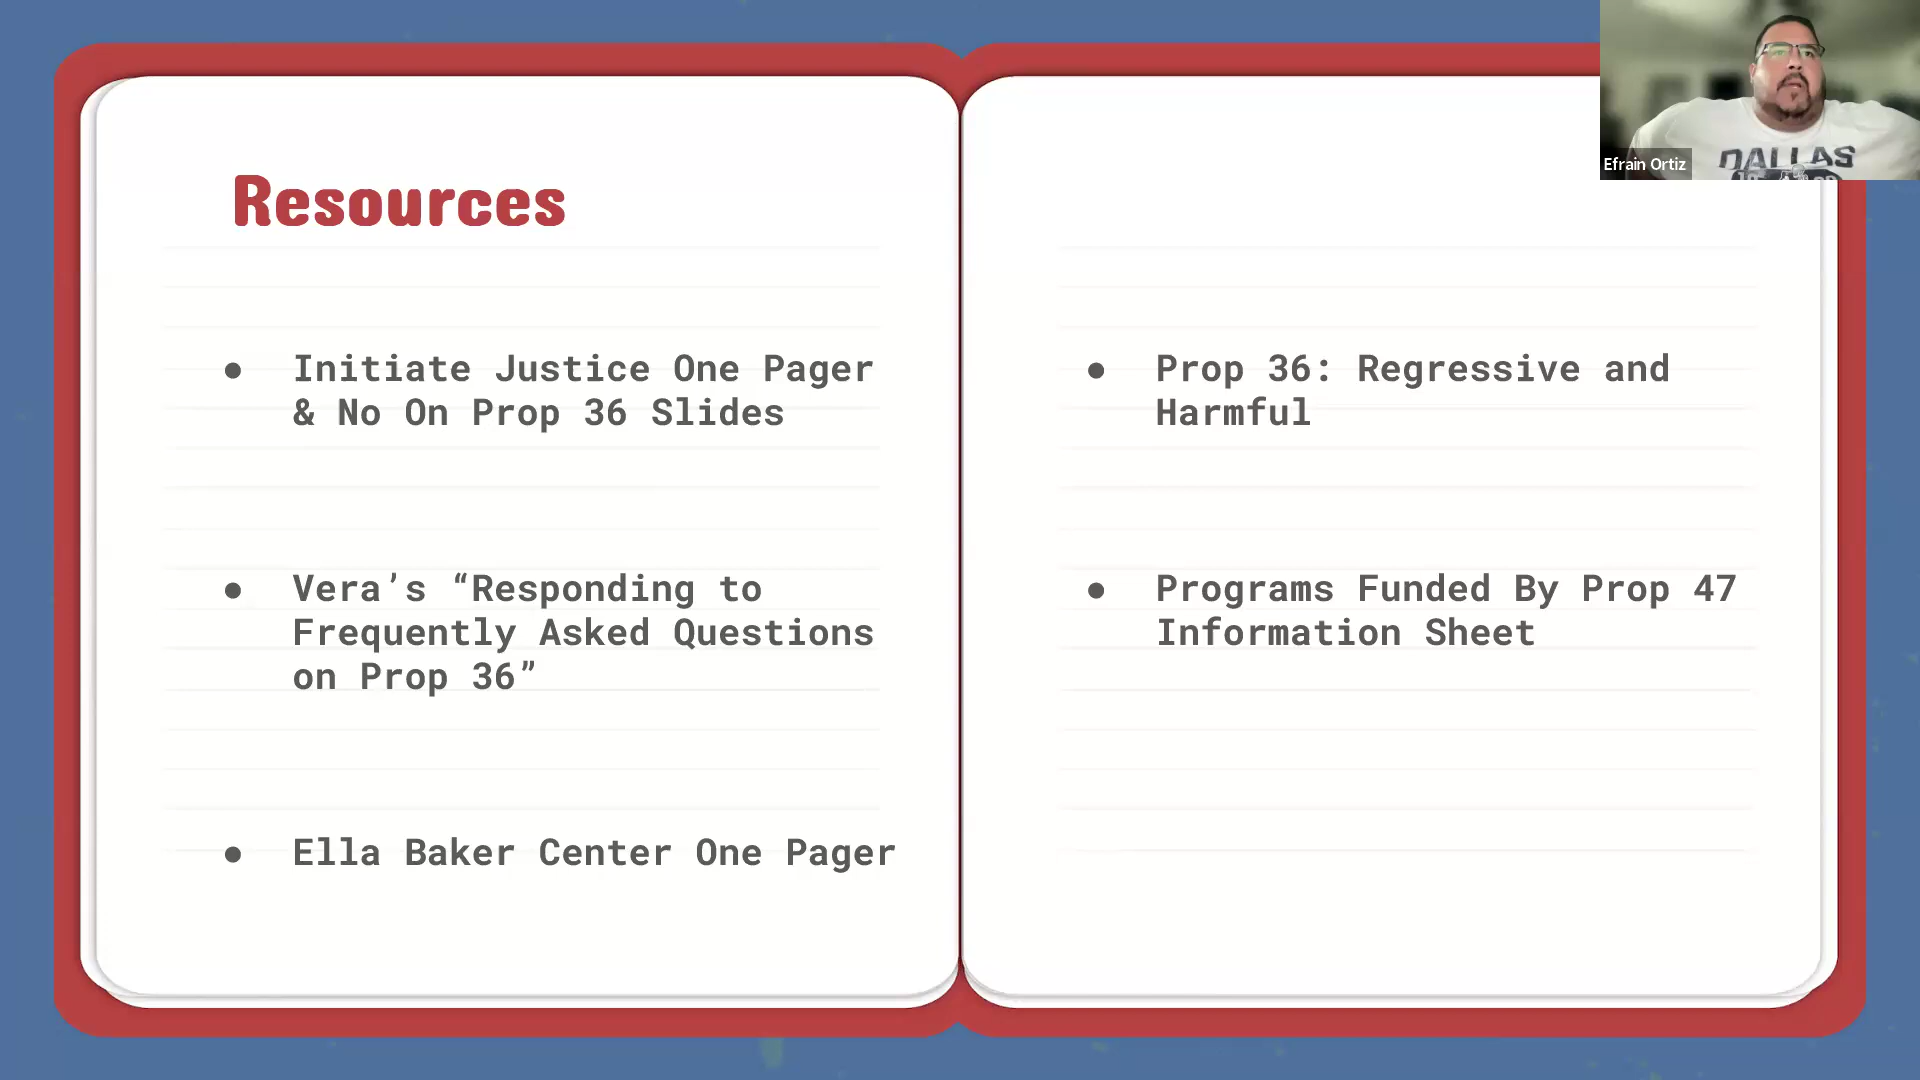 Resources
● Initiate Justice One Pager
& No On Prop 36 Slides
● Vera’s “Responding to
Frequently Asked Questions
on Prop 36”
● Ella Baker Center One Pager
● Prop 36: Regressive and
Harmful
● Programs Funded By Prop 47
Information Sheet
Efrain Ortiz
DALLAS